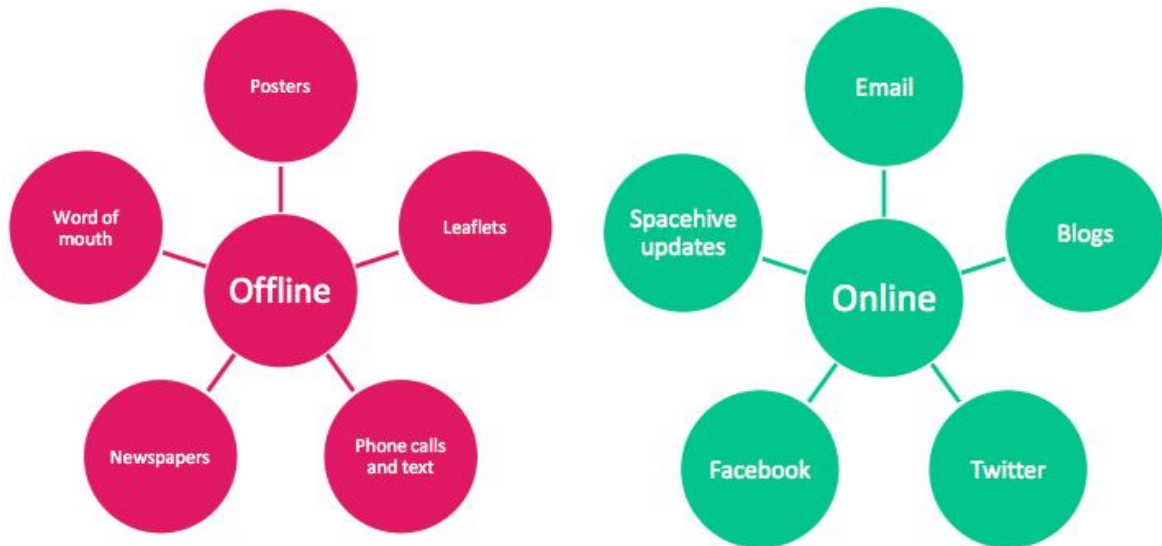 Posters
Word of
mouth
Leaflets
Offline
Newspapers
Phone calls
and text
Email
Spacehive
updates
Blogs
Online
Facebook
Twitter